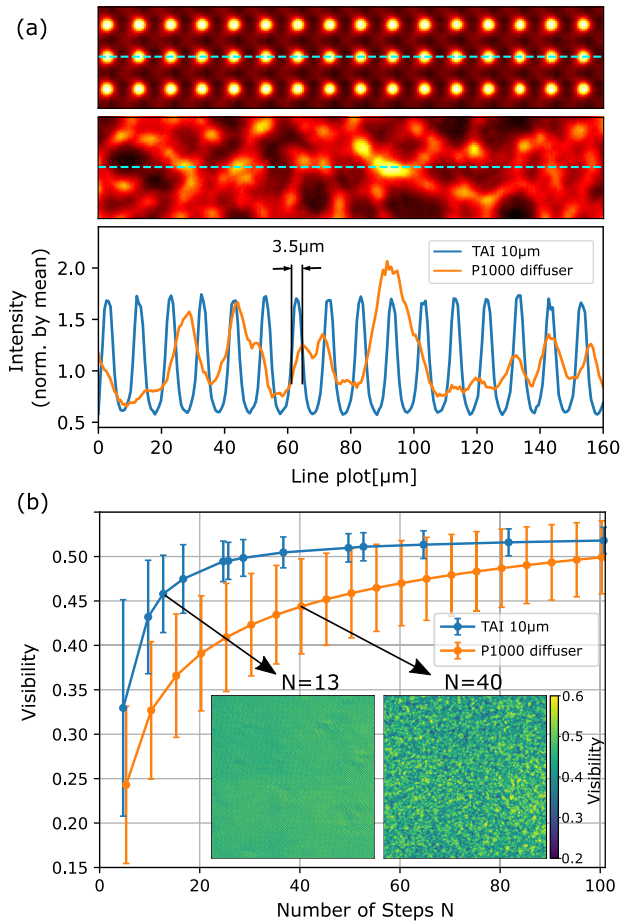 (a)
3.5μm
TAI 10μm
P1000 diffuser
Intensity
(norm. by mean)
2.0
1.5
1.0
0.5
0 20 40 60 80 100 120 140 160
Line plot[μm]
(b)
Visibility
0.50
0.45
0.40
0.35
0.30
0.25
0.20
0.15
TAI 10μm
P1000 diffuser
N=13
N=40
0.6
0.5
0.4
0.3
0.2
Visibility
0 20 40 60 80 100
Number of Steps N